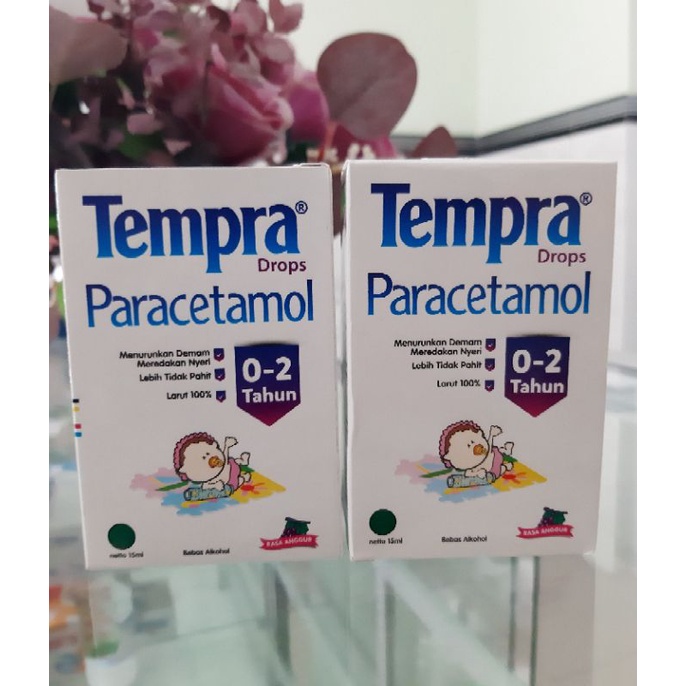 Tempra®
Drops
Paracetamol
Menurunkan Demam
Meredakan Nyeri
Lebih Tidak Pahit
Larut 100%
0-2
Tahun
netto 15ml
Bebas Alkohol
RASA ANGGUR
Tempra®
Drops
Paracetamol
Menurunkan Demam
Meredakan Nyeri
Lebih Tidak Pahit
Larut 100%
0-2
Tahun
netto 15ml
Bebas Alkohol
RASA ANGGUR